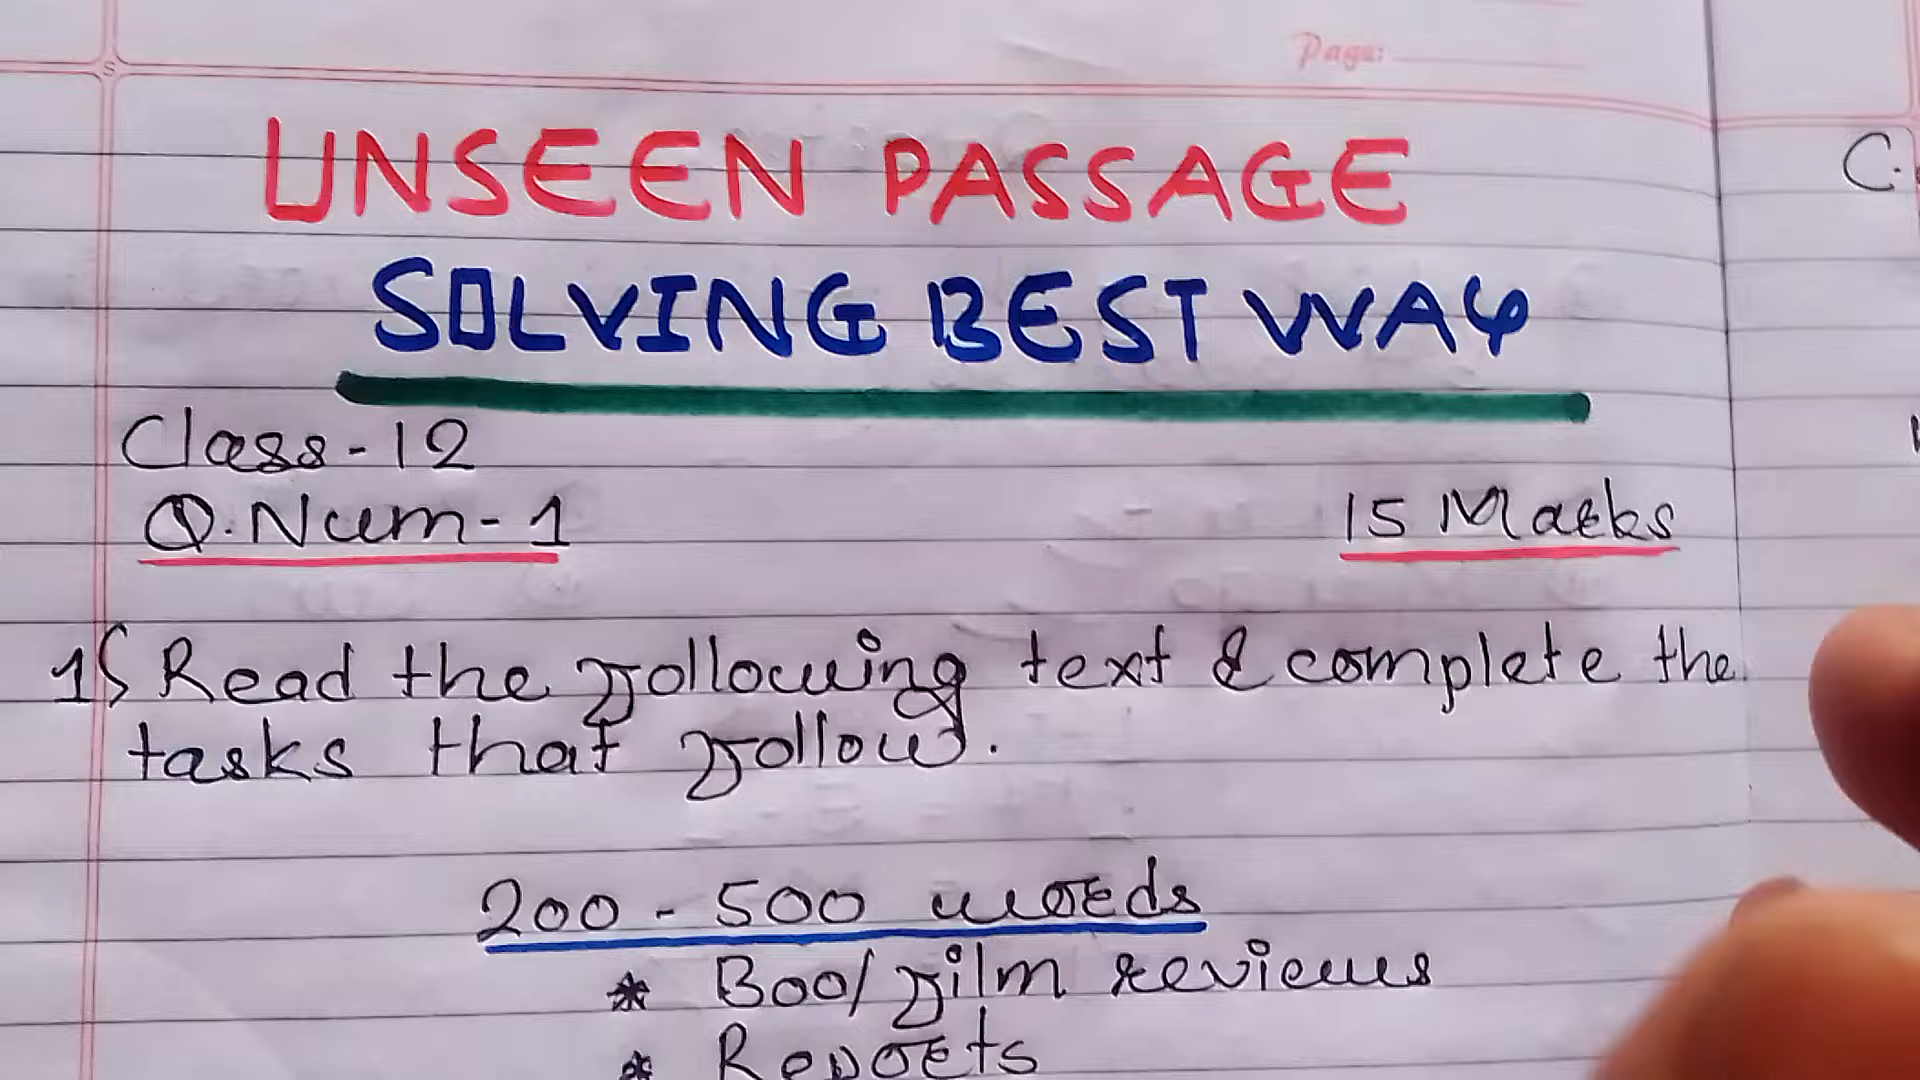 Page:
UNSEEN PASSAGE
SOLVING BEST WAY
Class-12
Q.Num-1
15 Marks
1) Read the following text & complete the
tasks that follow.
200 - 500 words
* Boo/film reviews
* Reports
C.